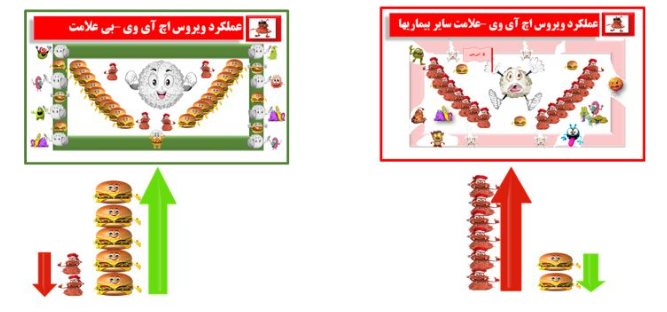 عملکرد ویروس اچ آی وی -بی علامت
عملکرد ویروس اچ آی وی -علامت سایر بیماریها